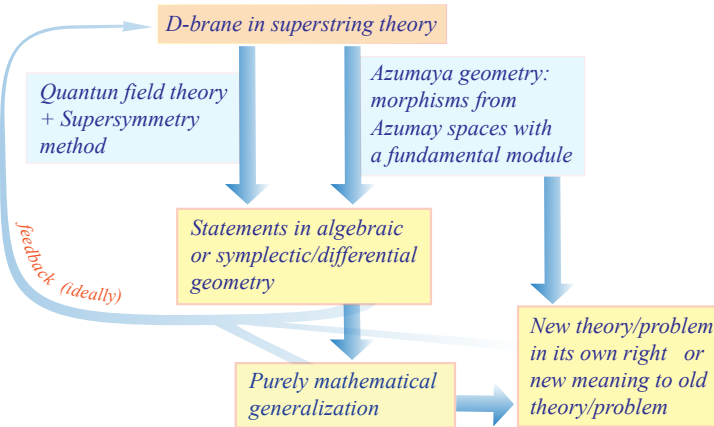 D-brane in superstring theory
Quantun field theory
+ Supersymmetry
method
Azumaya geometry:
morphisms from
Azumay spaces with
a fundamental module
Statements in algebraic
or symplectic/differential
geometry
feedback (ideally)
New theory/problem
in its own right or
new meaning to old
theory/problem
Purely mathematical
generalization